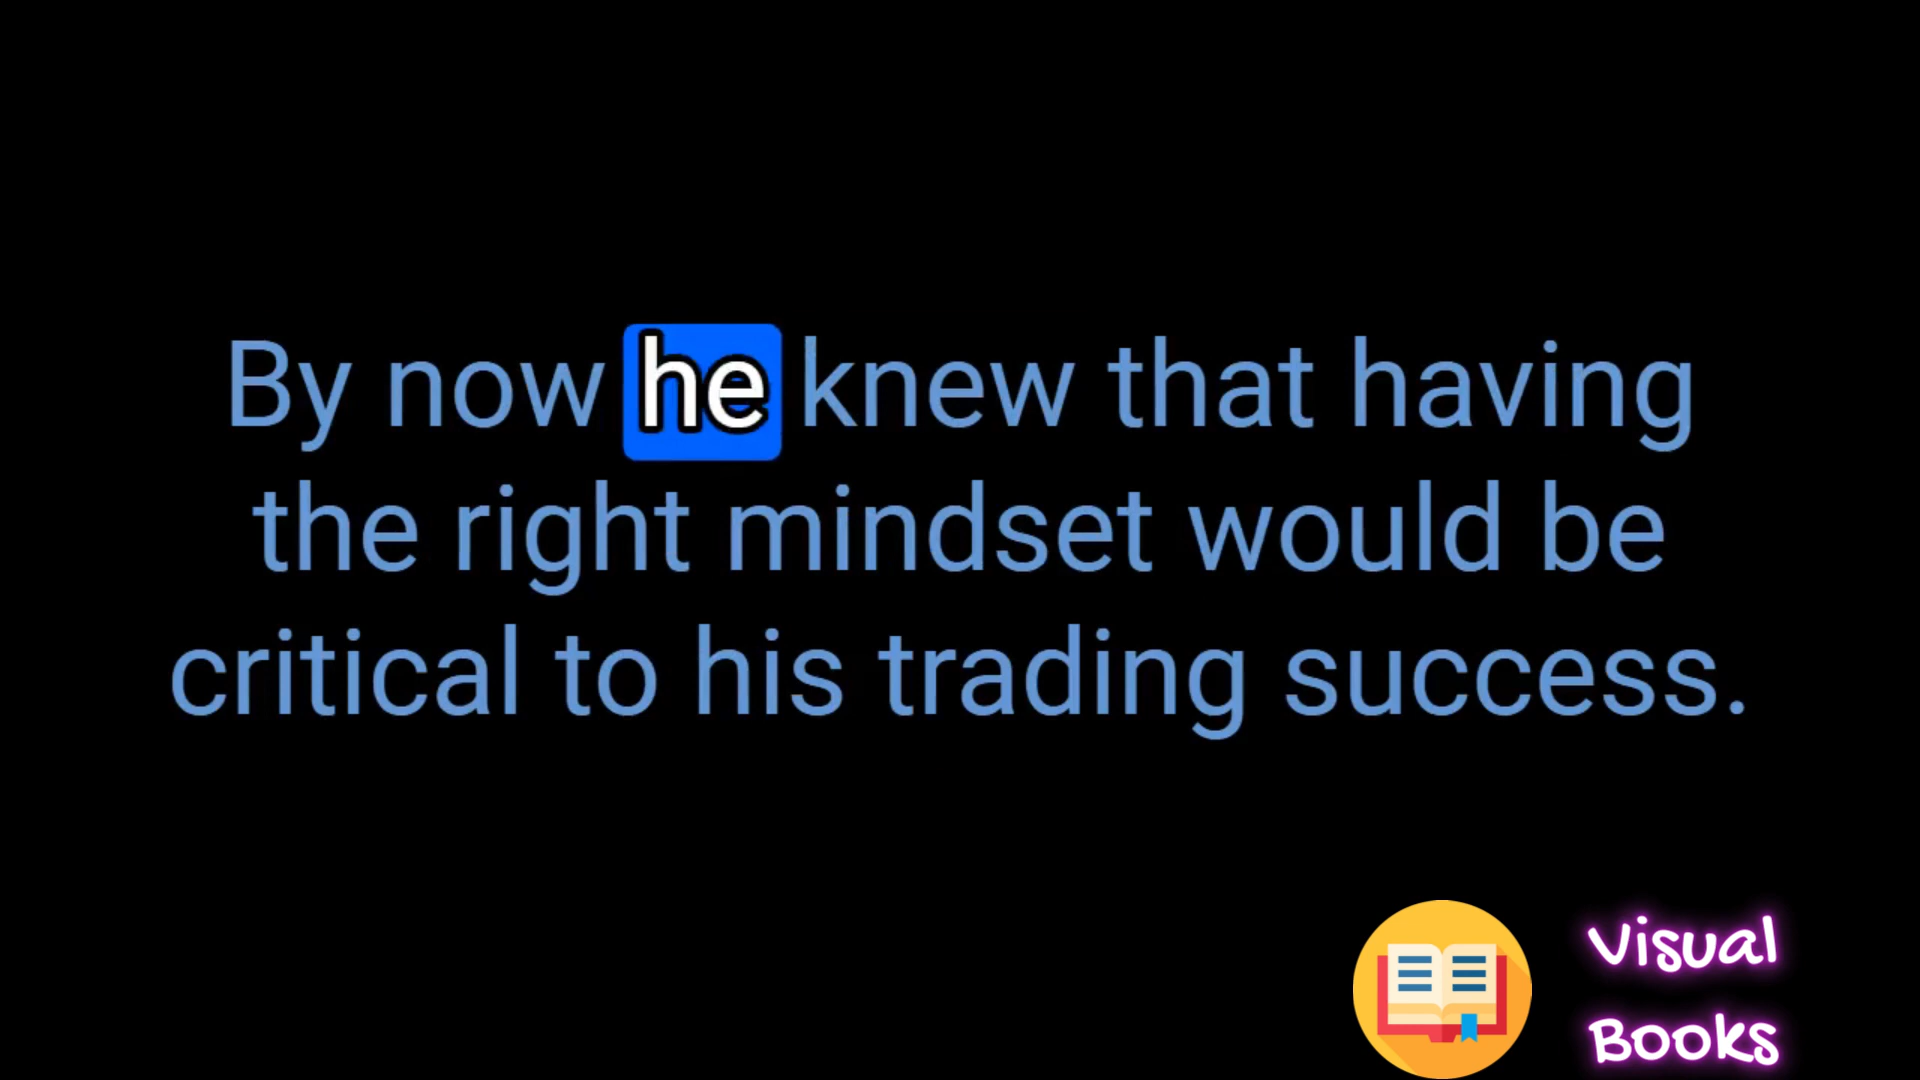 By now he knew that having
the right mindset would be
critical to his trading success.
Visual
Books